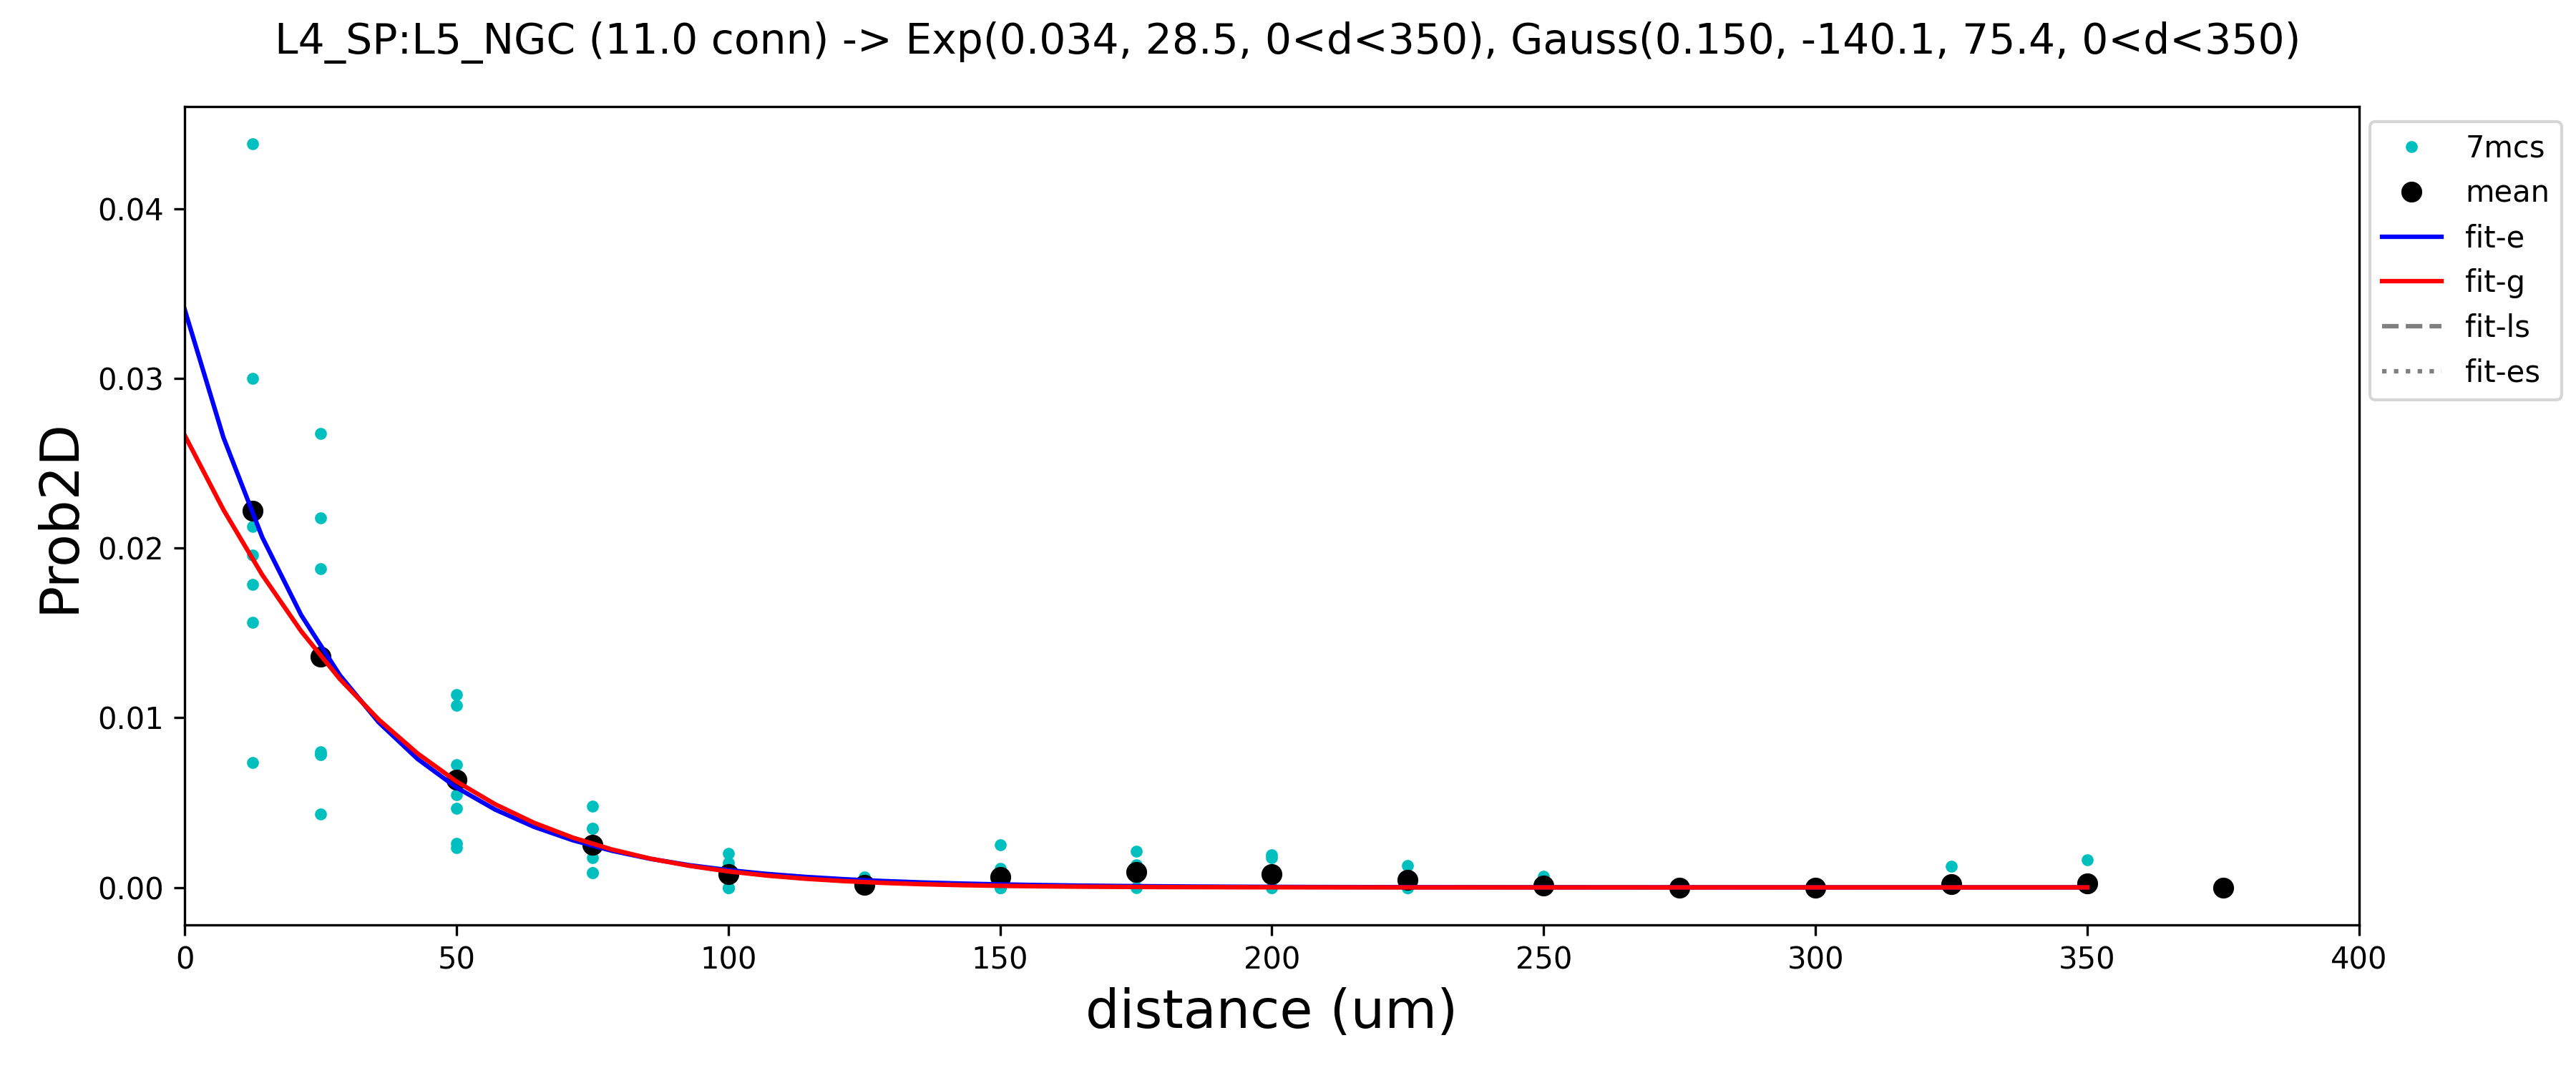 L4_SP:L5_NGC (11.0 conn) -> Exp(0.034, 28.5, 0<d<350), Gauss(0.150, -140.1, 75.4, 0<d<350)
7mcs
mean
fit-e
fit-g
fit-ls
fit-es
Prob2D
0.04
0.03
0.02
0.01
0.00
0 50 100 150 200 250 300 350 400
distance (um)